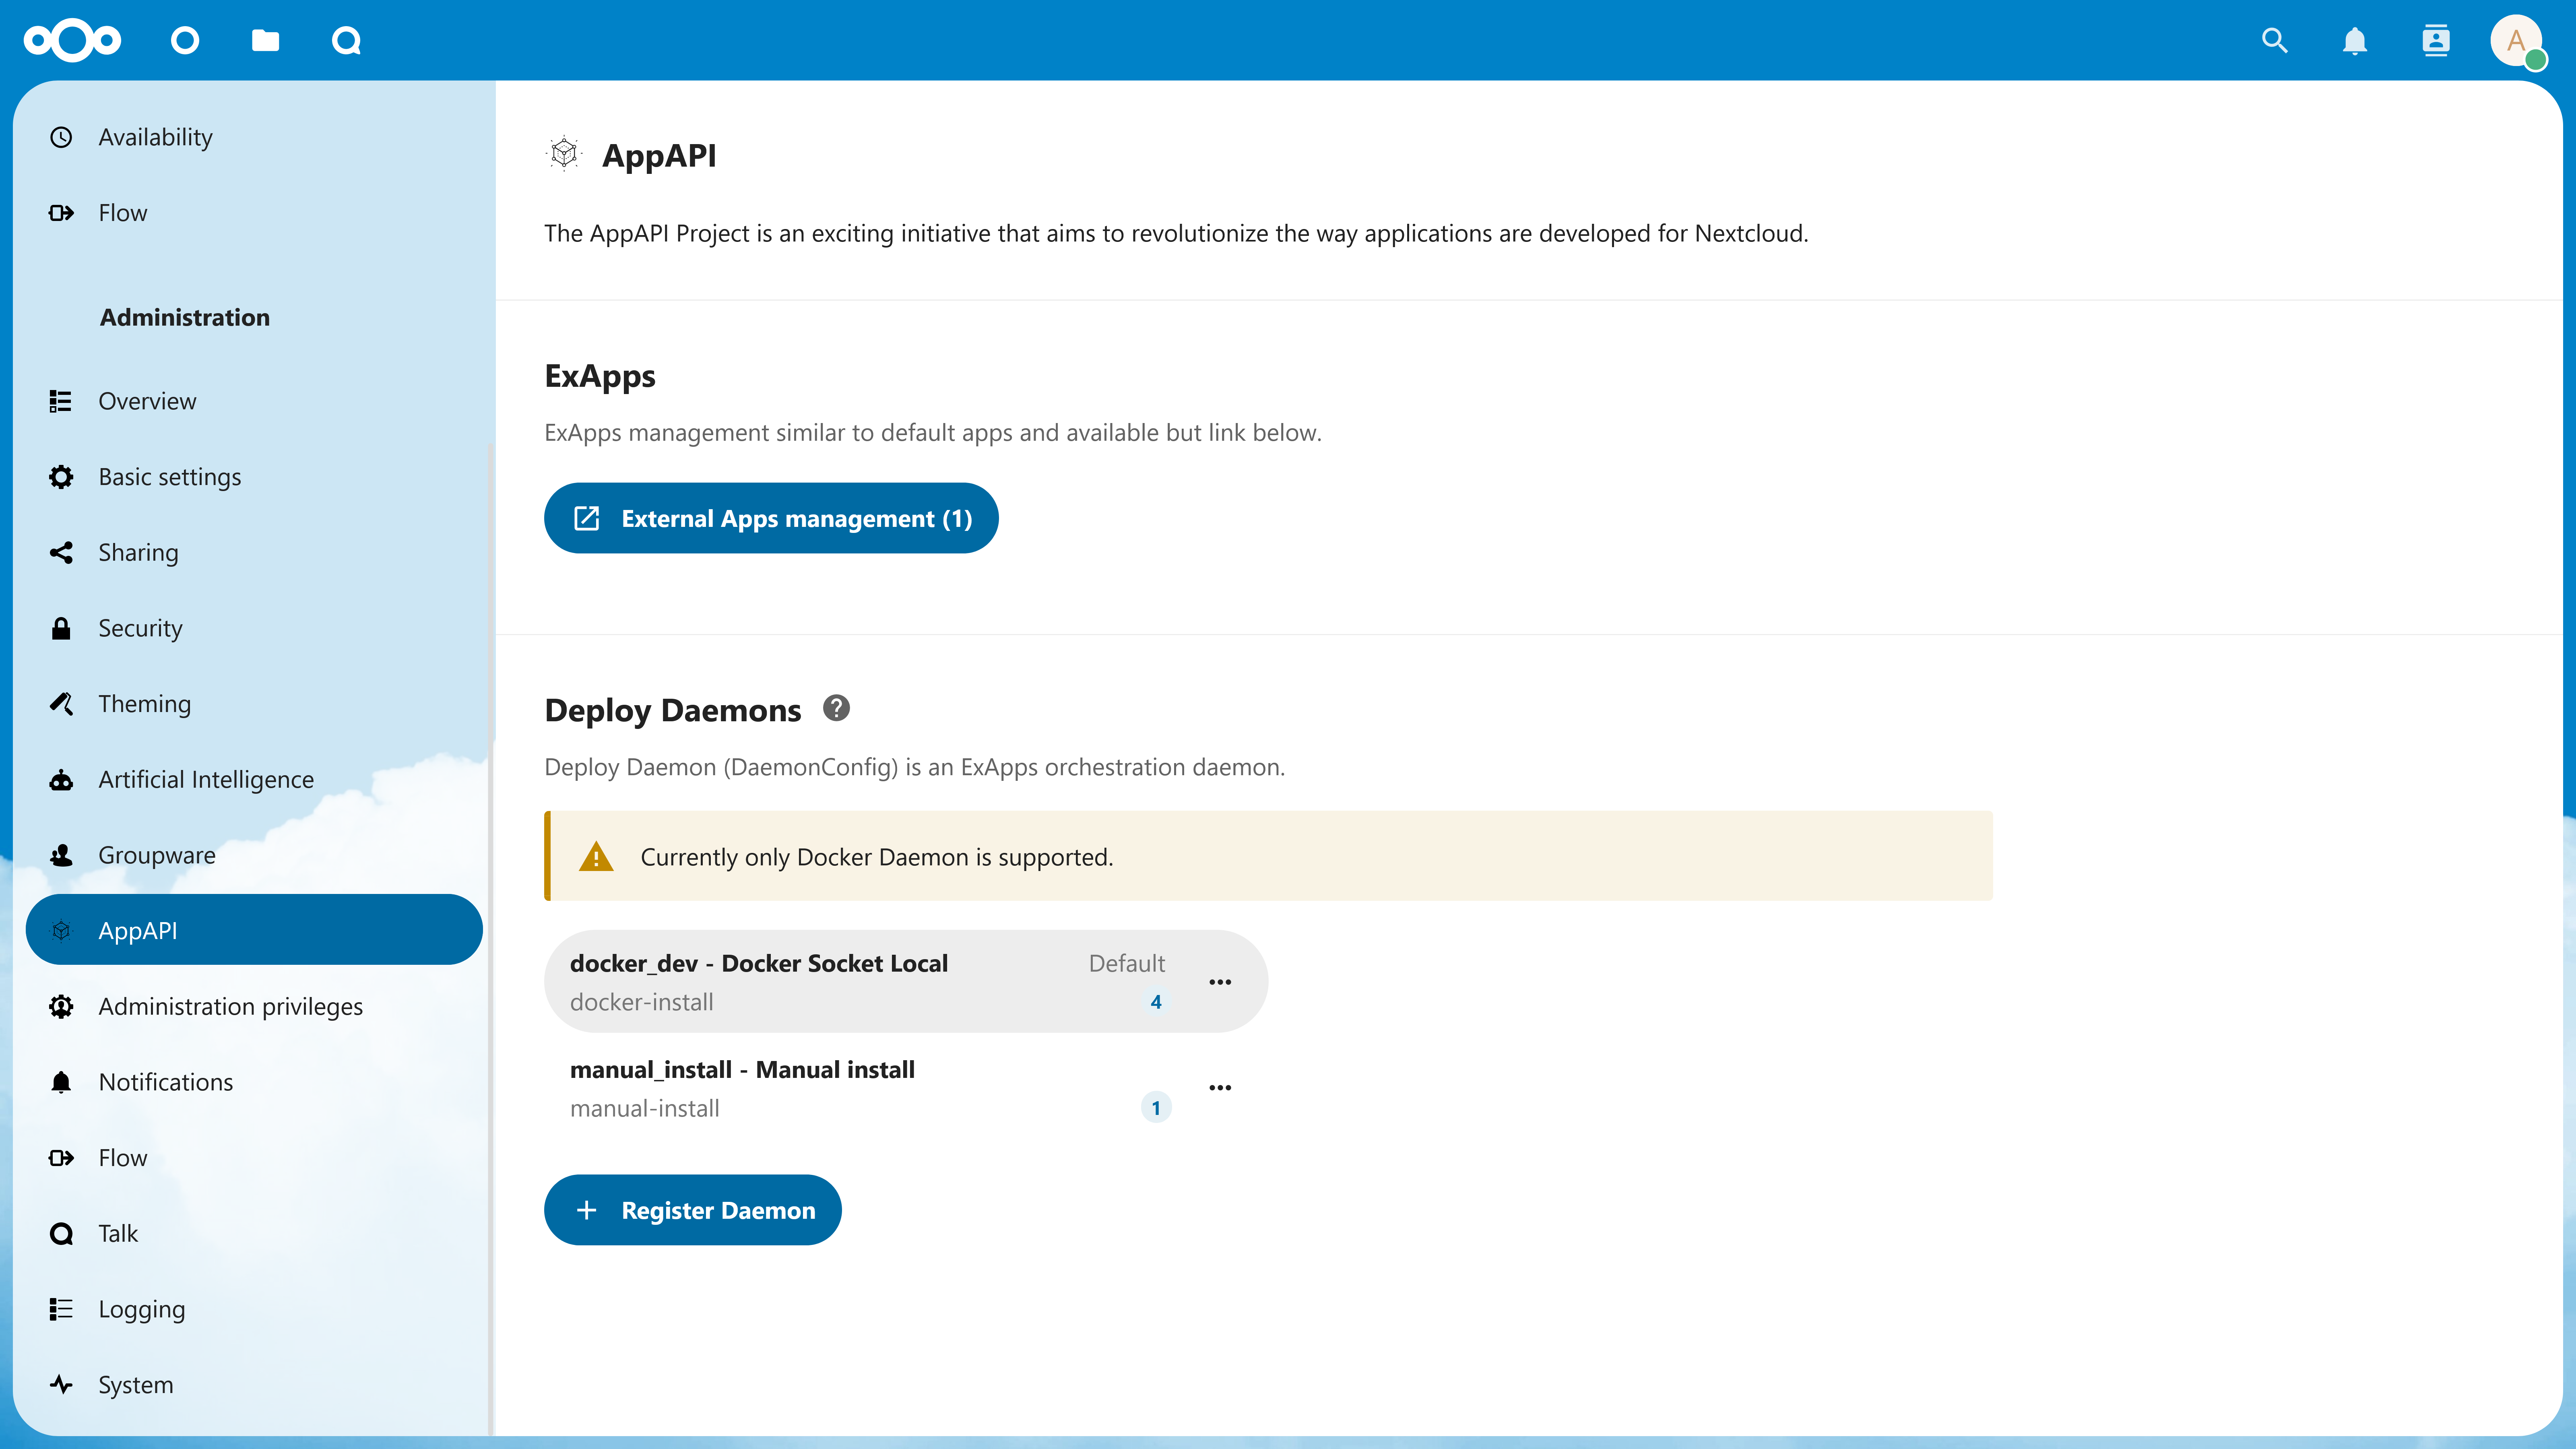 A
Availability
Flow
Administration
Overview
Basic settings
Sharing
Security
Theming
Artificial Intelligence
Groupware
AppAPI
Administration privileges
Notifications
Flow
Talk
Logging
System
AppAPI
The AppAPI Project is an exciting initiative that aims to revolutionize the way applications are developed for Nextcloud.
ExApps
ExApps management similar to default apps and available but link below.
External Apps management (1)
Deploy Daemons ?
Deploy Daemon (DaemonConfig) is an ExApps orchestration daemon.
Currently only Docker Daemon is supported.
docker_dev - Docker Socket Local Default
docker-install 4
manual_install - Manual install
manual-install 1
Register Daemon